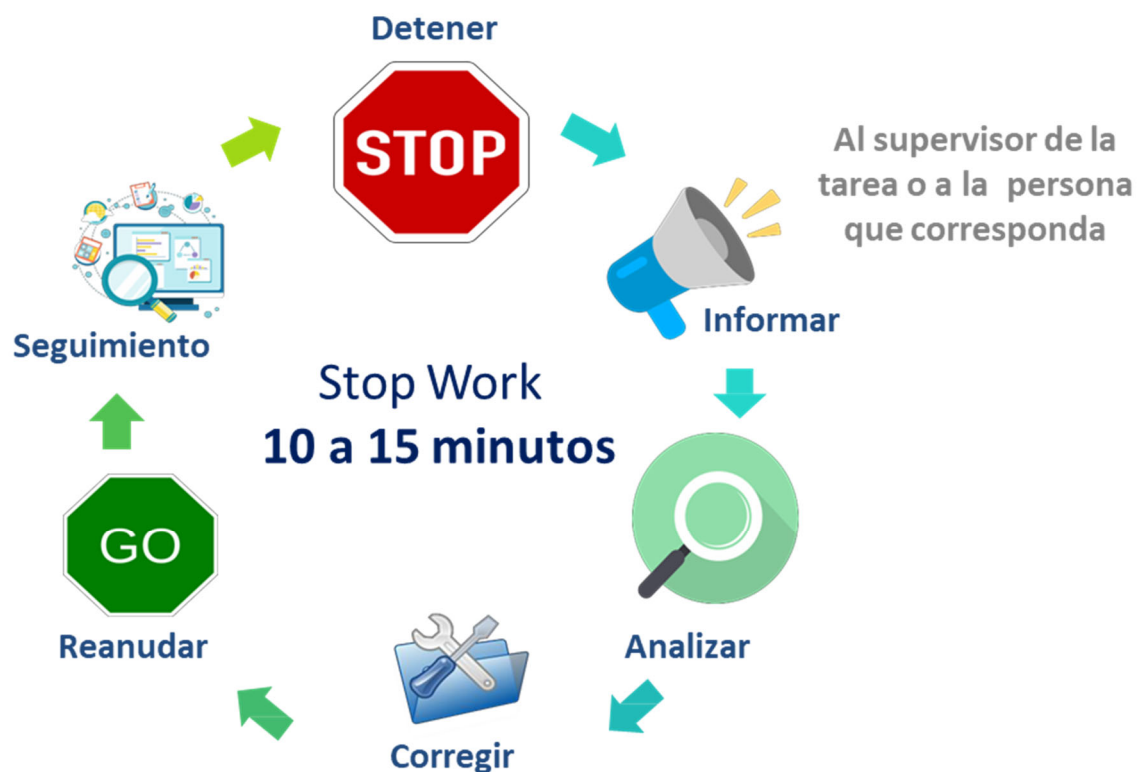 Detener
STOP
Al supervisor de la
tarea o a la persona
que corresponda
Informar
Seguimiento
Stop Work
10 a 15 minutos
GO
Reanudar
Analizar
Corregir